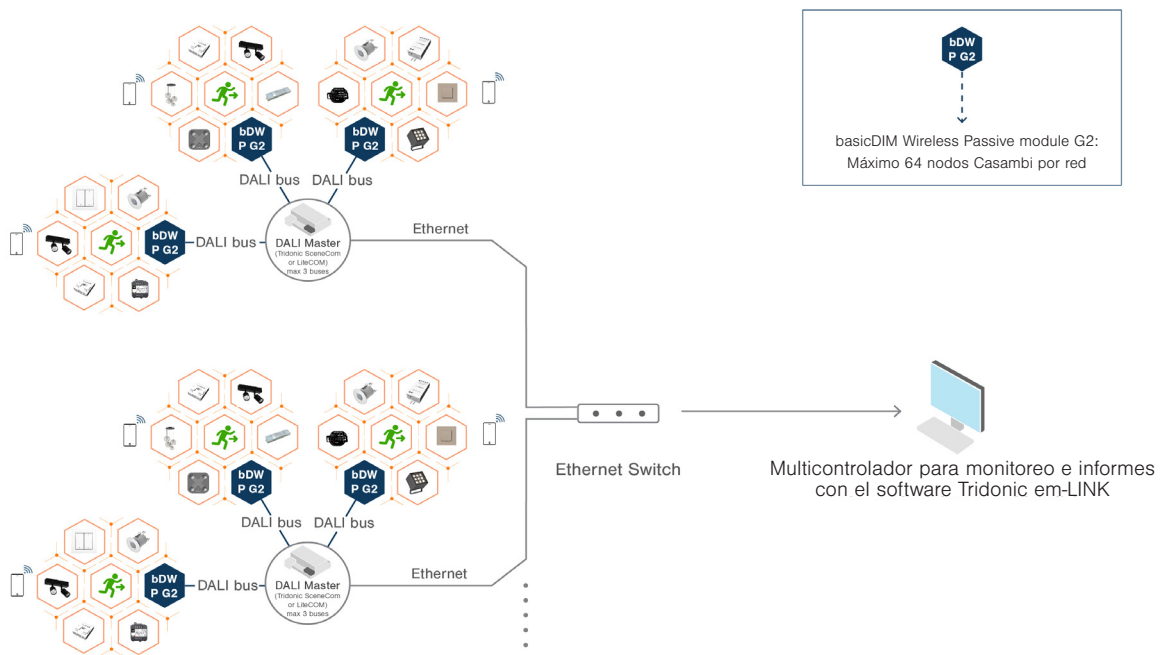 bDW
P G2
basicDIM Wireless Passive module G2:
Máximo 64 nodos Casambi por red
bDW
P G2
bDW
P G2
DALI bus
DALI bus
bDW
P G2
DALI bus
DALI Master
(Tridonic SceneCom
or LiteCOM)
max 3 buses
Ethernet
bDW
P G2
bDW
P G2
DALI bus
DALI bus
bDW
P G2
DALI bus
DALI Master
(Tridonic SceneCom
or LiteCOM)
max 3 buses
Ethernet
Ethernet Switch
Multicontrolador para monitoreo e informes
con el software Tridonic em-LINK